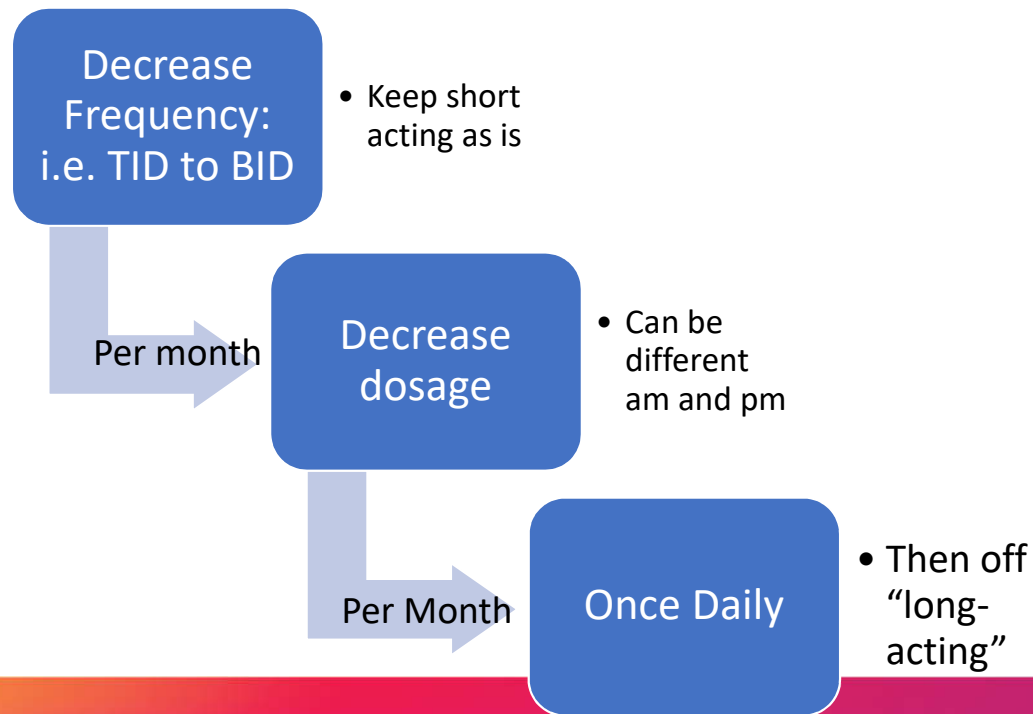 Decrease
Frequency:
i.e. TID to BID
• Keep short
acting as is
Per month
Decrease
dosage
• Can be
different
am and pm
Per Month
Once Daily
• Then off
“long-
acting”